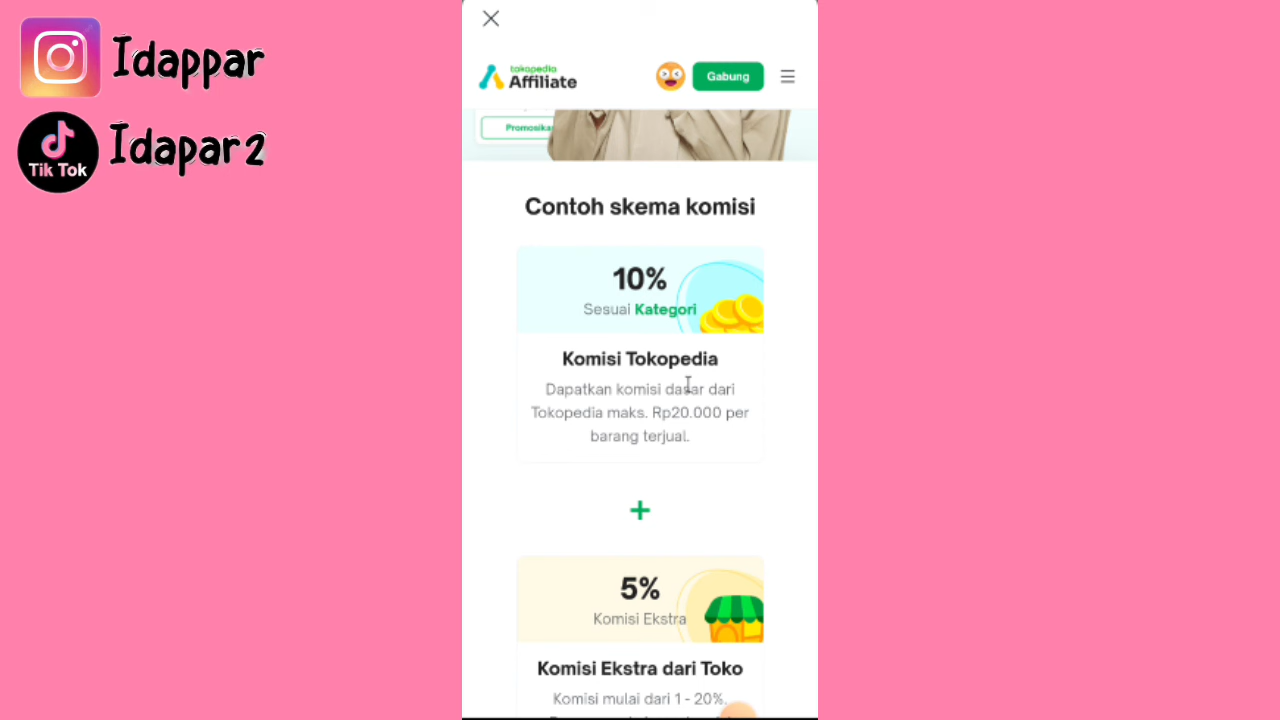 Idappar
Tik Tok
Idapar2
tokopedia
Affiliate
Gabung
Contoh skema komisi
10%
Sesuai Kategori
Komisi Tokopedia
Dapatkan komisi dasar dari
Tokopedia maks. Rp20.000 per
barang terjual.
+
5%
Komisi Ekstra
Komisi Ekstra dari Toko
Komisi mulai dari 1 - 20%.